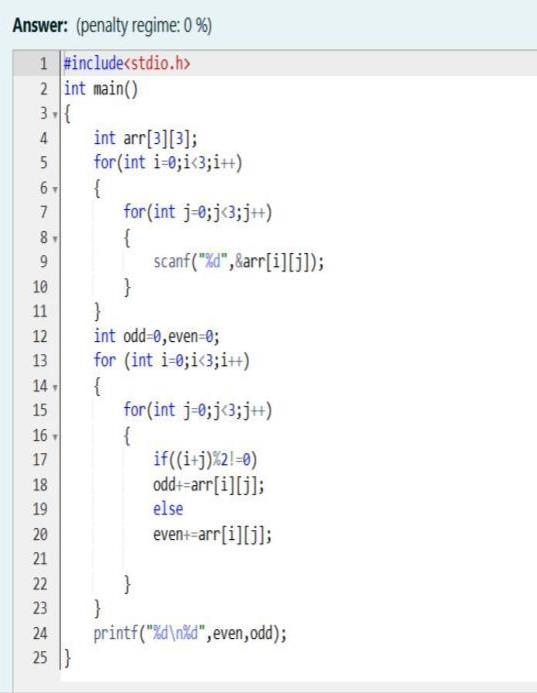 Answer: (penalty regime: 0 %)
1 #include<stdio.h>
2 int main()
3 {
4     int arr[3][3];
5     for(int i=0;i<3;i++)
6     {
7         for(int j=0;j<3;j++)
8         {
9             scanf("%d",&arr[i][j]);
10         }
11     }
12     int odd=0,even=0;
13     for (int i=0;i<3;i++)
14     {
15         for(int j=0;j<3;j++)
16         {
17             if((i+j)%2!=0)
18             odd+=arr[i][j];
19             else
20             even+=arr[i][j];
21
22         }
23     }
24     printf("%d\n%d",even,odd);
25 }